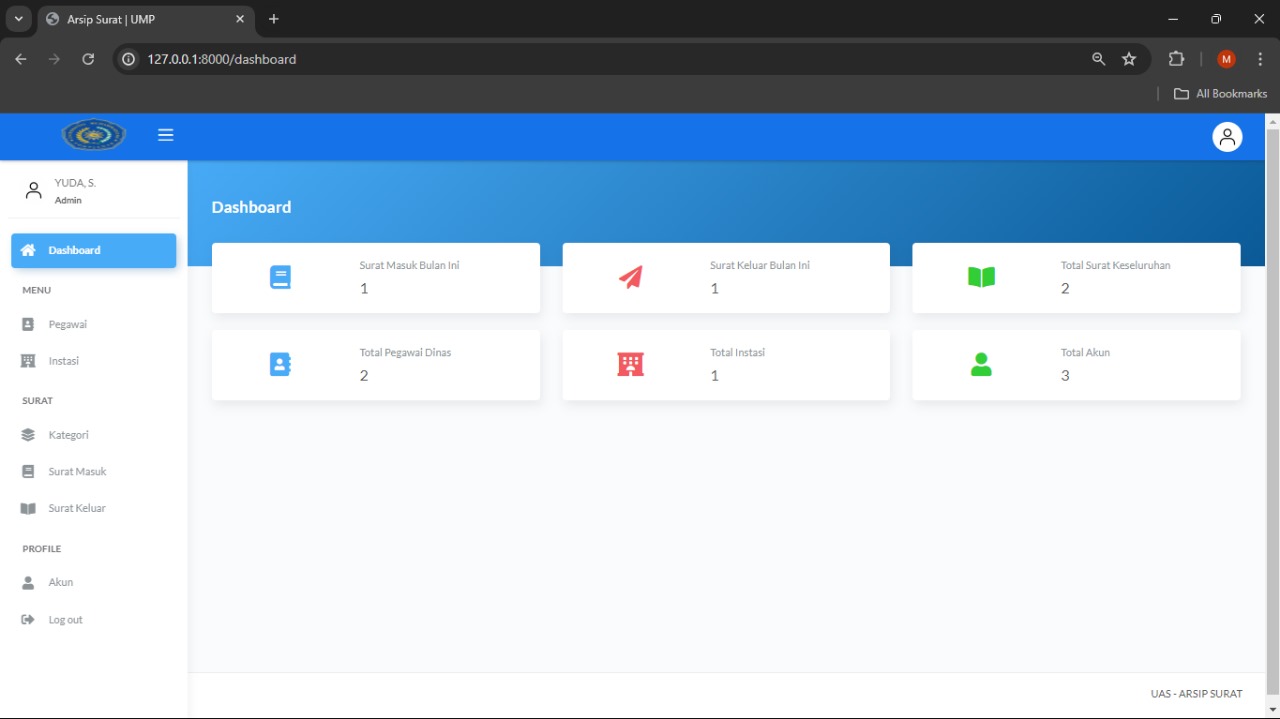 Arsip Surat | UMP
127.0.0.1:8000/dashboard
M
All Bookmarks
YUDA, S.
Admin
Dashboard
MENU
Pegawai
Instasi
SURAT
Kategori
Surat Masuk
Surat Keluar
PROFILE
Akun
Log out
Dashboard
Surat Masuk Bulan Ini
1
Surat Keluar Bulan Ini
1
Total Surat Keseluruhan
2
Total Pegawai Dinas
2
Total Instasi
1
Total Akun
3
UAS - ARSIP SURAT